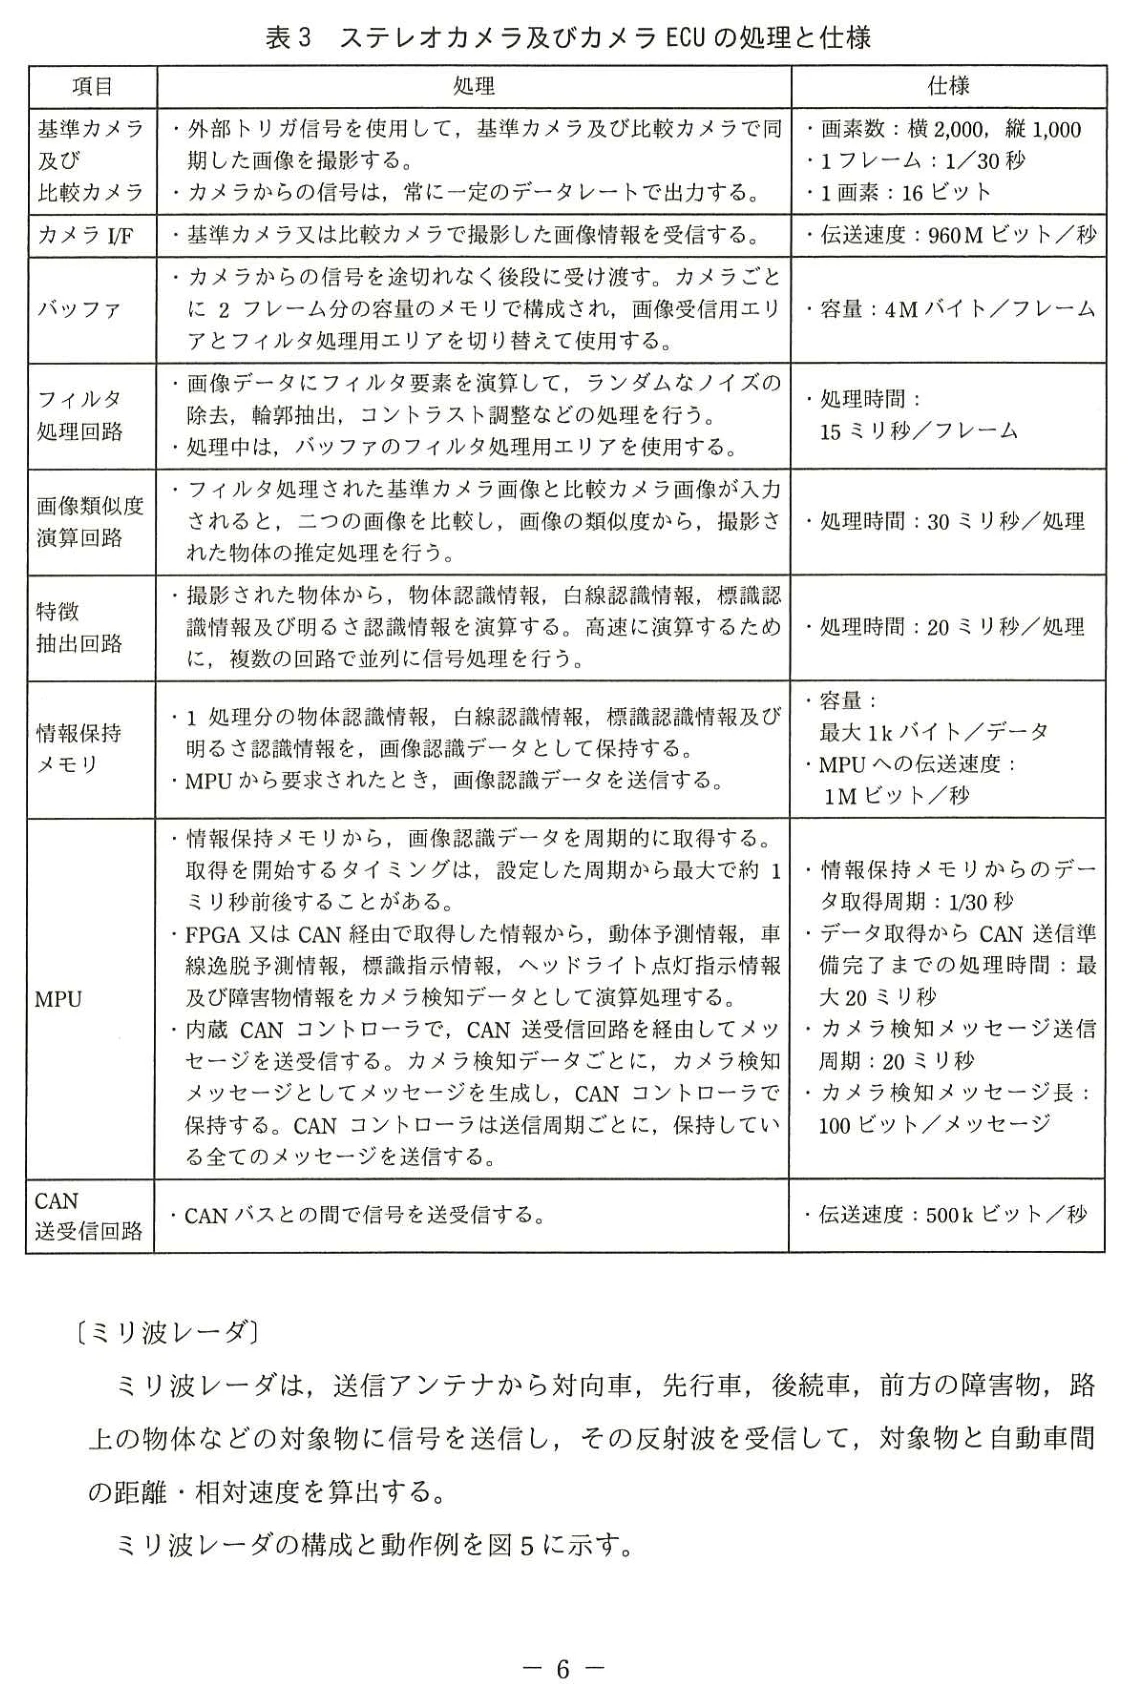 表3 ステレオカメラ及びカメラECUの処理と仕様
項目
処理
仕様
基準カメラ
及び
比較カメラ
・外部トリガ信号を使用して，基準カメラ及び比較カメラで同
期した画像を撮影する。
・カメラからの信号は，常に一定のデータレートで出力する。
・画素数：横2,000，縦1,000
・1フレーム：1／30秒
・1画素：16ビット
カメラI/F
・基準カメラ又は比較カメラで撮影した画像情報を受信する。
・伝送速度：960Mビット／秒
バッファ
・カメラからの信号を途切れなく後段に受け渡す。カメラごと
に2フレーム分の容量のメモリで構成され，画像受信用エリ
アとフィルタ処理用エリアを切り替えて使用する。
・容量：4Mバイト／フレーム
フィルタ
処理回路
・画像データにフィルタ要素を演算して，ランダムなノイズの
除去，輪郭抽出，コントラスト調整などの処理を行う。
・処理中は，バッファのフィルタ処理用エリアを使用する。
・処理時間：
15ミリ秒／フレーム
画像類似度
演算回路
・フィルタ処理された基準カメラ画像と比較カメラ画像が入力
されると，二つの画像を比較し，画像の類似度から，撮影さ
れた物体の推定処理を行う。
・処理時間：30ミリ秒／処理
特徴
抽出回路
・撮影された物体から，物体認識情報，白線認識情報，標識認
識情報及び明るさ認識情報を演算する。高速に演算するため
に，複数の回路で並列に信号処理を行う。
・処理時間：20ミリ秒／処理
情報保持
メモリ
・1処理分の物体認識情報，白線認識情報，標識認識情報及び
明るさ認識情報を，画像認識データとして保持する。
・MPUから要求されたとき，画像認識データを送信する。
・容量：
最大1kバイト／データ
・MPUへの伝送速度：
1Mビット／秒
MPU
・情報保持メモリから，画像認識データを周期的に取得する。
取得を開始するタイミングは，設定した周期から最大で約1
ミリ秒前後することがある。
・FPGA又はCAN経由で取得した情報から，動体予測情報，車
線逸脱予測情報，標識指示情報，ヘッドライト点灯指示情報
及び障害物情報をカメラ検知データとして演算処理する。
・内蔵CANコントローラで，CAN送受信回路を経由してメッ
セージを送受信する。カメラ検知データごとに，カメラ検知
メッセージとしてメッセージを生成し，CANコントローラで
保持する。CANコントローラは送信周期ごとに，保持してい
る全てのメッセージを送信する。
・情報保持メモリからのデー
タ取得周期：1/30秒
・データ取得からCAN送信準
備完了までの処理時間：最
大20ミリ秒
・カメラ検知メッセージ送信
周期：20ミリ秒
・カメラ検知メッセージ長：
100ビット／メッセージ
CAN
送受信回路
・CANバスとの間で信号を送受信する。
・伝送速度：500kビット／秒
〔ミリ波レーダ〕
ミリ波レーダは，送信アンテナから対向車，先行車，後続車，前方の障害物，路
上の物体などの対象物に信号を送信し，その反射波を受信して，対象物と自動車間
の距離・相対速度を算出する。
ミリ波レーダの構成と動作例を図5に示す。
－ 6 －